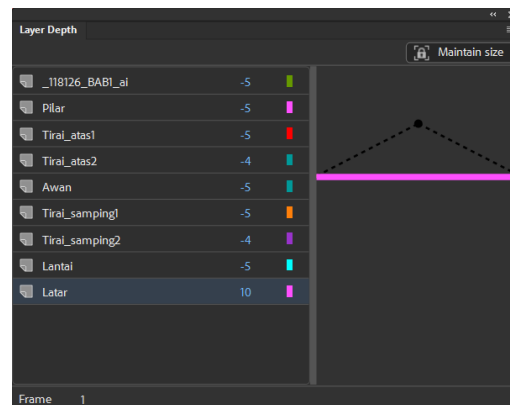 Layer Depth
Maintain size
_118126_BAB1_ai -5
Pilar -5
Tirai_atas1 -5
Tirai_atas2 -4
Awan -5
Tirai_samping1 -5
Tirai_samping2 -4
Lantai -5
Latar 10
Frame 1